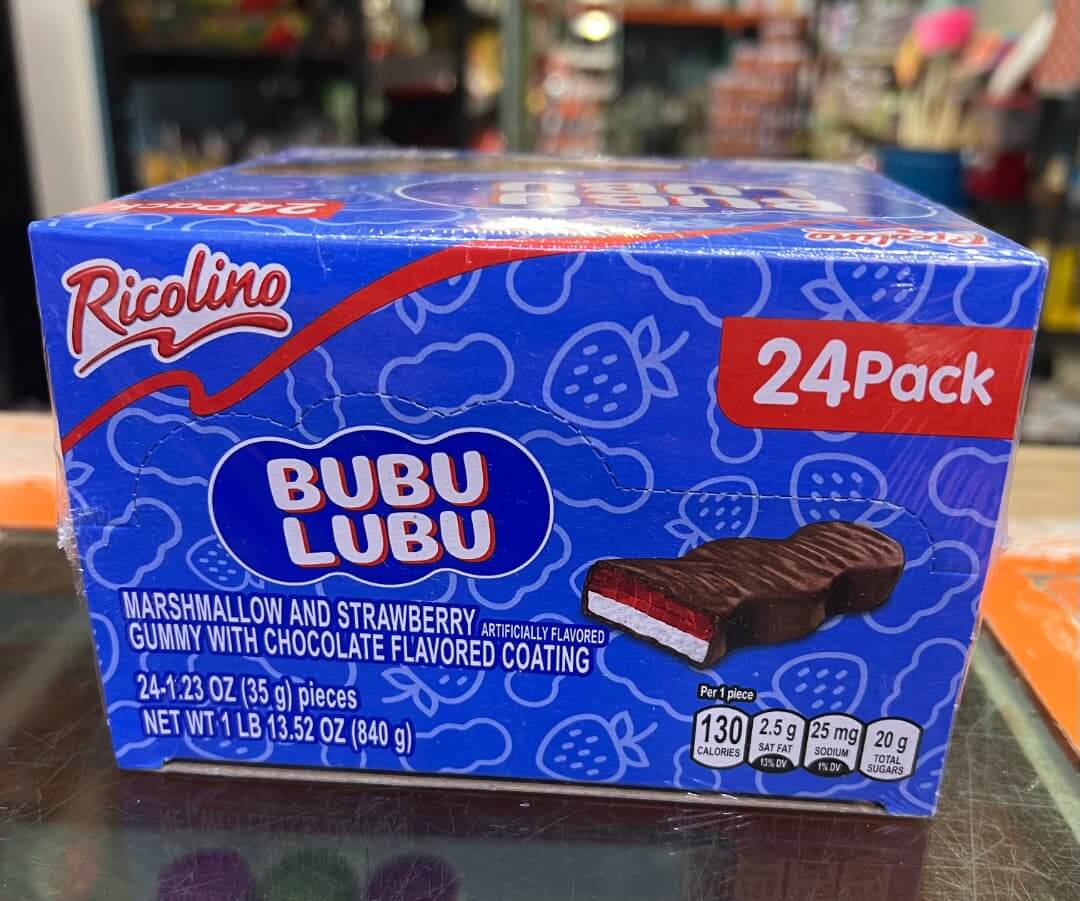 24Pack
BUBU
LUBU
Ricolino
Ricolino
24Pack
BUBU
LUBU
MARSHMALLOW AND STRAWBERRY
ARTIFICIALLY FLAVORED
GUMMY WITH CHOCOLATE FLAVORED COATING
24-1.23 OZ (35 g) pieces
NET WT 1 LB 13.52 OZ (840 g)
Per 1 piece
130
CALORIES
2.5 g
SAT FAT
13% DV
25 mg
SODIUM
1% DV
20 g
TOTAL
SUGARS